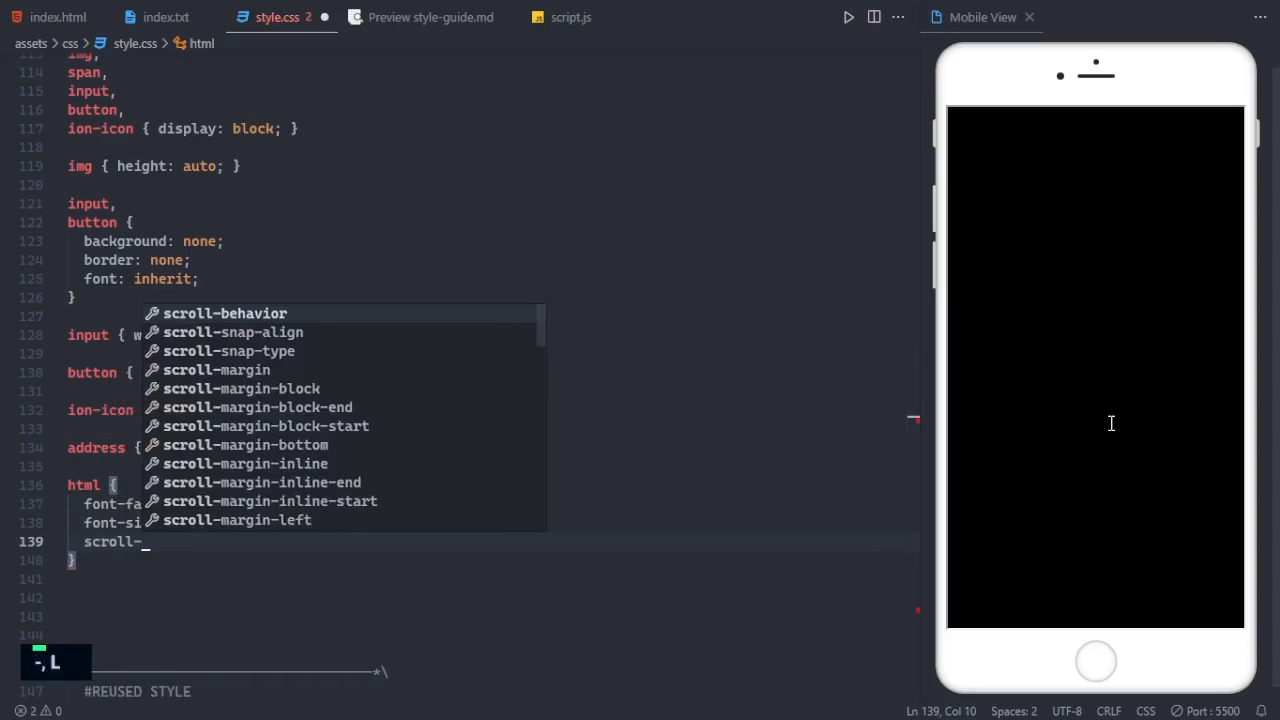 index.html index.txt style.css 2 Preview style-guide.md script.js Mobile View
assets > css > style.css > html
113 img,
114 span,
115 input,
116 button,
117 ion-icon { display: block; }
118
119 img { height: auto; }
120
121 input,
122 button {
123 background: none;
124 border: none;
125 font: inherit;
126 }
127
128 input { w
129
130 button {
131
132 ion-icon
133
134 address {
135
136 html {
137 font-fa
138 font-si
139 scroll-
140 }
141
142
143
144
scroll-behavior
scroll-snap-align
scroll-snap-type
scroll-margin
scroll-margin-block
scroll-margin-block-end
scroll-margin-block-start
scroll-margin-bottom
scroll-margin-inline
scroll-margin-inline-end
scroll-margin-inline-start
scroll-margin-left
-, L
*\
147 #REUSED STYLE
2 0 Ln 139, Col 10 Spaces: 2 UTF-8 CRLF CSS Port : 5500